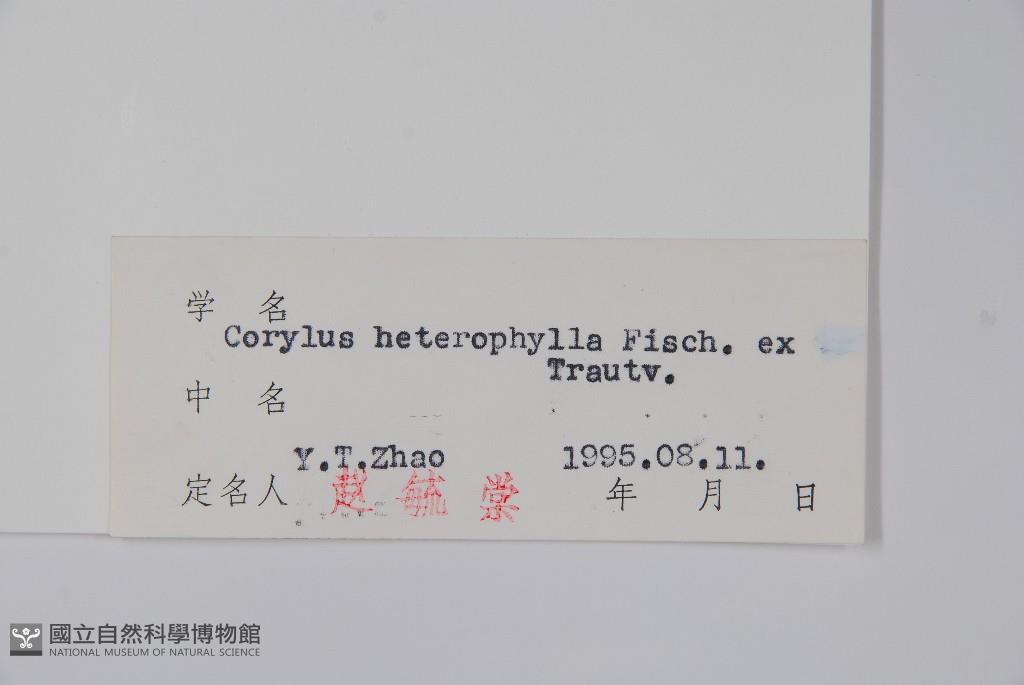 学 名
Corylus heterophylla Fisch. ex
Trautv.
中 名
Y.T.Zhao 1995.08.11.
定名人 赵毓棠 年 月 日
國立自然科學博物館
NATIONAL MUSEUM OF NATURAL SCIENCE